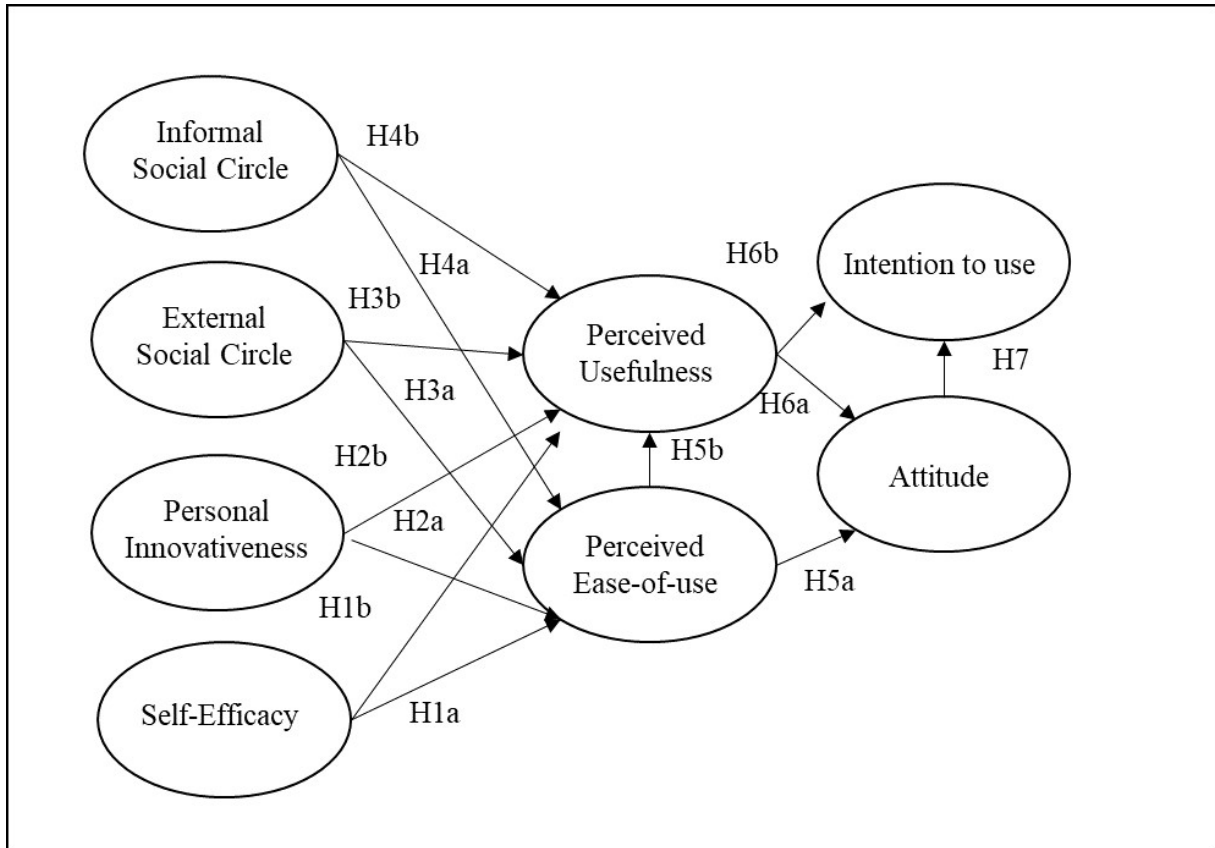 Informal
Social Circle
H4b
H4a
External
Social Circle
H3b
H3a
Personal
Innovativeness
H2b
H2a
Self-Efficacy
H1b
H1a
Perceived
Usefulness
H5b
Perceived
Ease-of-use
H6b
H6a
H5a
Intention to use
H7
Attitude